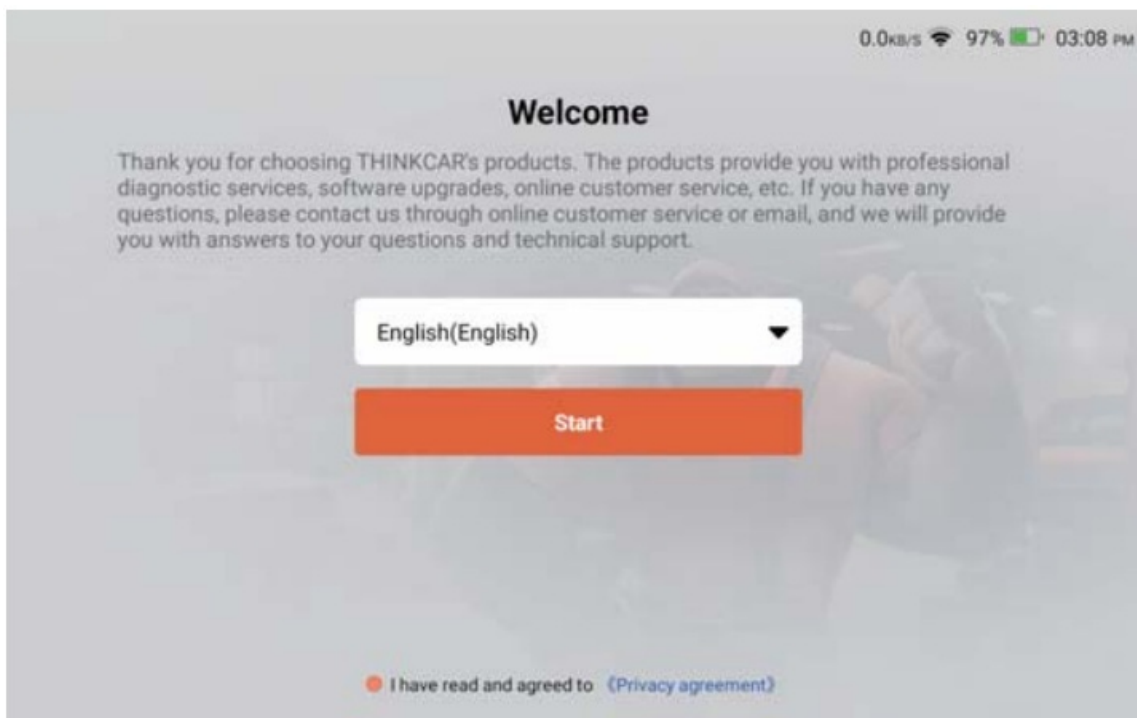 0.0KB/S 97% 03:08 PM
Welcome
Thank you for choosing THINKCAR's products. The products provide you with professional
diagnostic services, software upgrades, online customer service, etc. If you have any
questions, please contact us through online customer service or email, and we will provide
you with answers to your questions and technical support.
English(English)
Start
I have read and agreed to 《Privacy agreement》